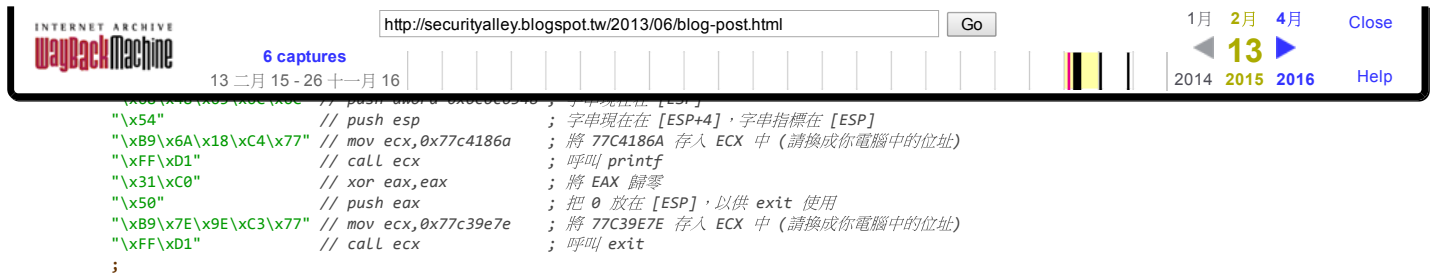 INTERNET ARCHIVE
WayBackMachine
http://securityalley.blogspot.tw/2013/06/blog-post.html
Go
1月 2月 4月
Close
6 captures
13 二月 15 - 26 十一月 16
13
2014 2015 2016
Help
"\x54" // push esp ; 字串現在在 [ESP+4]，字串指標在 [ESP]
"\xB9\x6A\x18\xC4\x77" // mov ecx,0x77c4186a ; 將 77C4186A 存入 ECX 中 (請換成你電腦中的位址)
"\xFF\xD1" // call ecx ; 呼叫 printf
"\x31\xC0" // xor eax,eax ; 將 EAX 歸零
"\x50" // push eax ; 把 0 放在 [ESP]，以供 exit 使用
"\xB9\x7E\x9E\xC3\x77" // mov ecx,0x77c39e7e ; 將 77C39E7E 存入 ECX 中 (請換成你電腦中的位址)
"\xFF\xD1" // call ecx ; 呼叫 exit
;